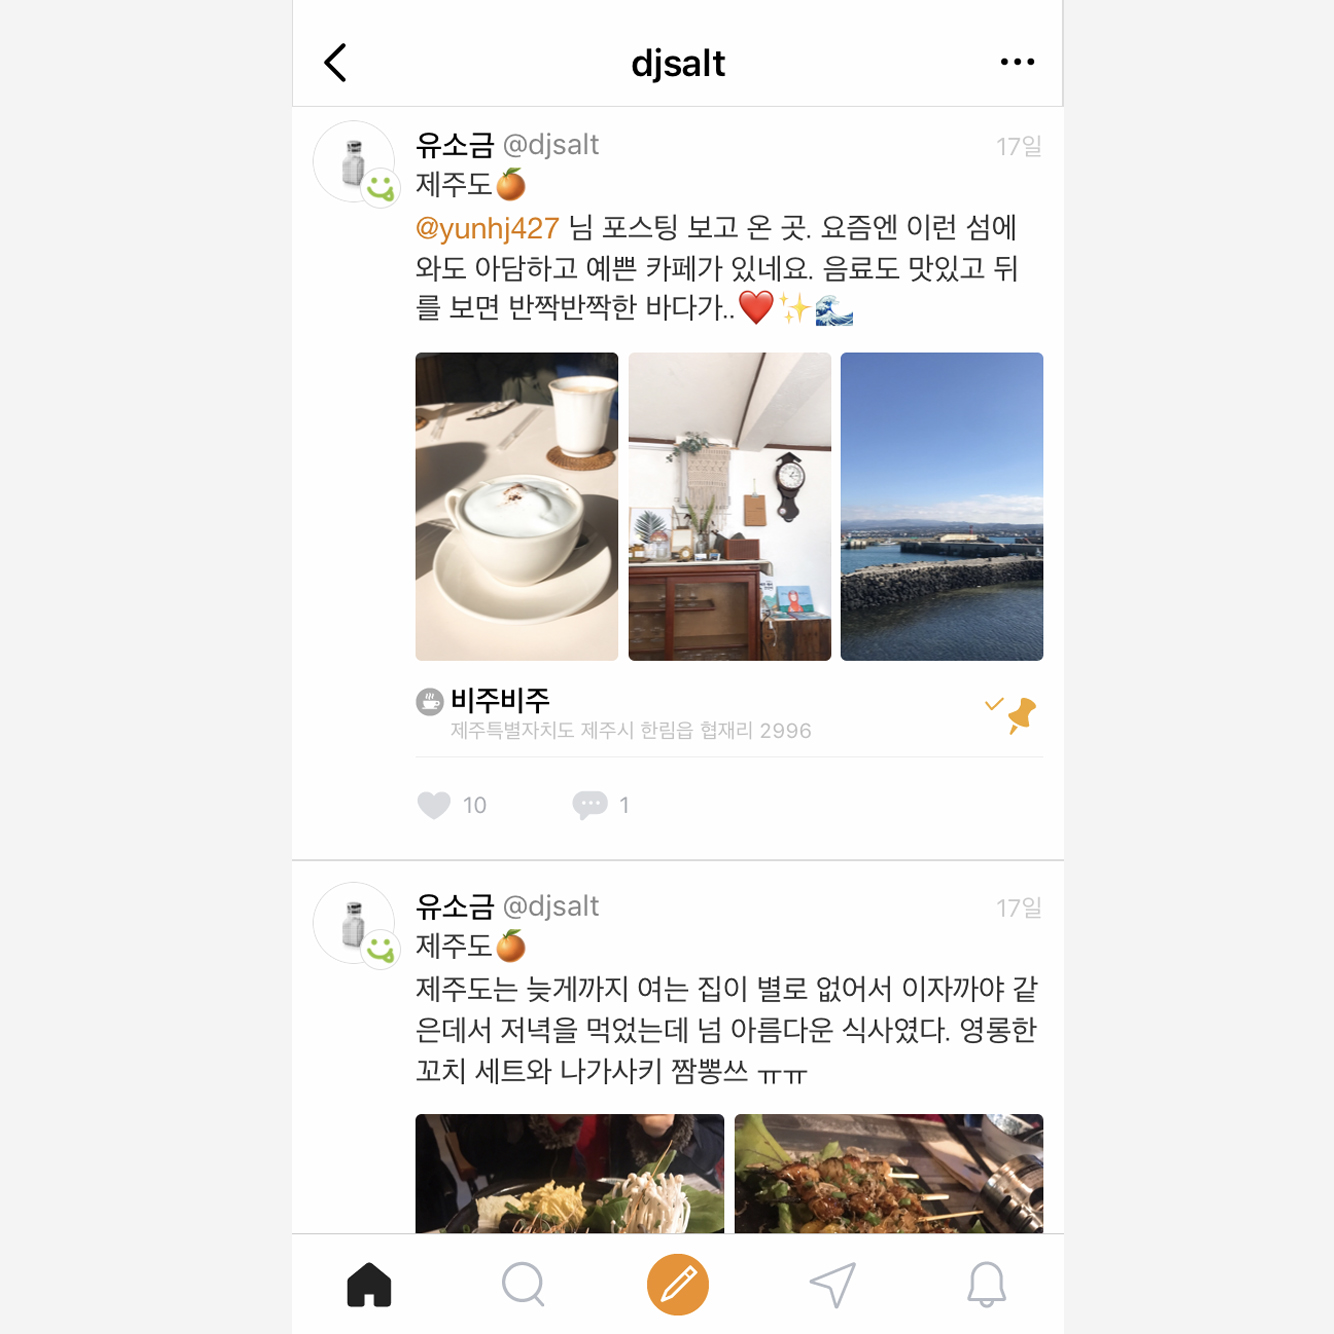 djsalt
유소금 @djsalt 17일
제주도🍊
@yunhj427 님 포스팅 보고 온 곳. 요즘엔 이런 섬에
와도 아담하고 예쁜 카페가 있네요. 음료도 맛있고 뒤
를 보면 반짝반짝한 바다가..❤️✨🌊
비주비주
제주특별자치도 제주시 한림읍 협재리 2996
10 1
유소금 @djsalt 17일
제주도🍊
제주도는 늦게까지 여는 집이 별로 없어서 이자까야 같
은데서 저녁을 먹었는데 넘 아름다운 식사였다. 영롱한
꼬치 세트와 나가사키 짬뽕쓰 ㅠㅠ